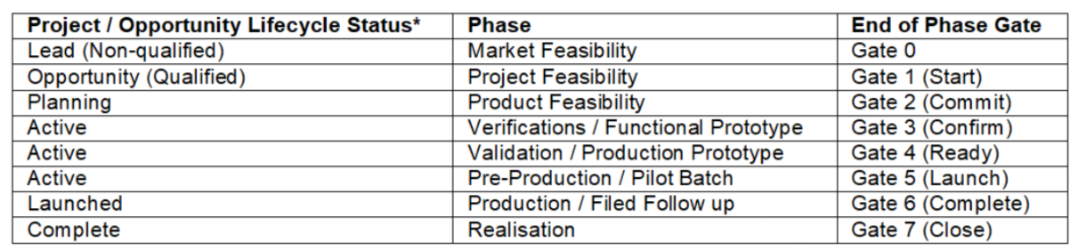 Project / Opportunity Lifecycle Status* Phase End of Phase Gate
Lead (Non-qualified) Market Feasibility Gate 0
Opportunity (Qualified) Project Feasibility Gate 1 (Start)
Planning Product Feasibility Gate 2 (Commit)
Active Verifications / Functional Prototype Gate 3 (Confirm)
Active Validation / Production Prototype Gate 4 (Ready)
Active Pre-Production / Pilot Batch Gate 5 (Launch)
Launched Production / Filed Follow up Gate 6 (Complete)
Complete Realisation Gate 7 (Close)